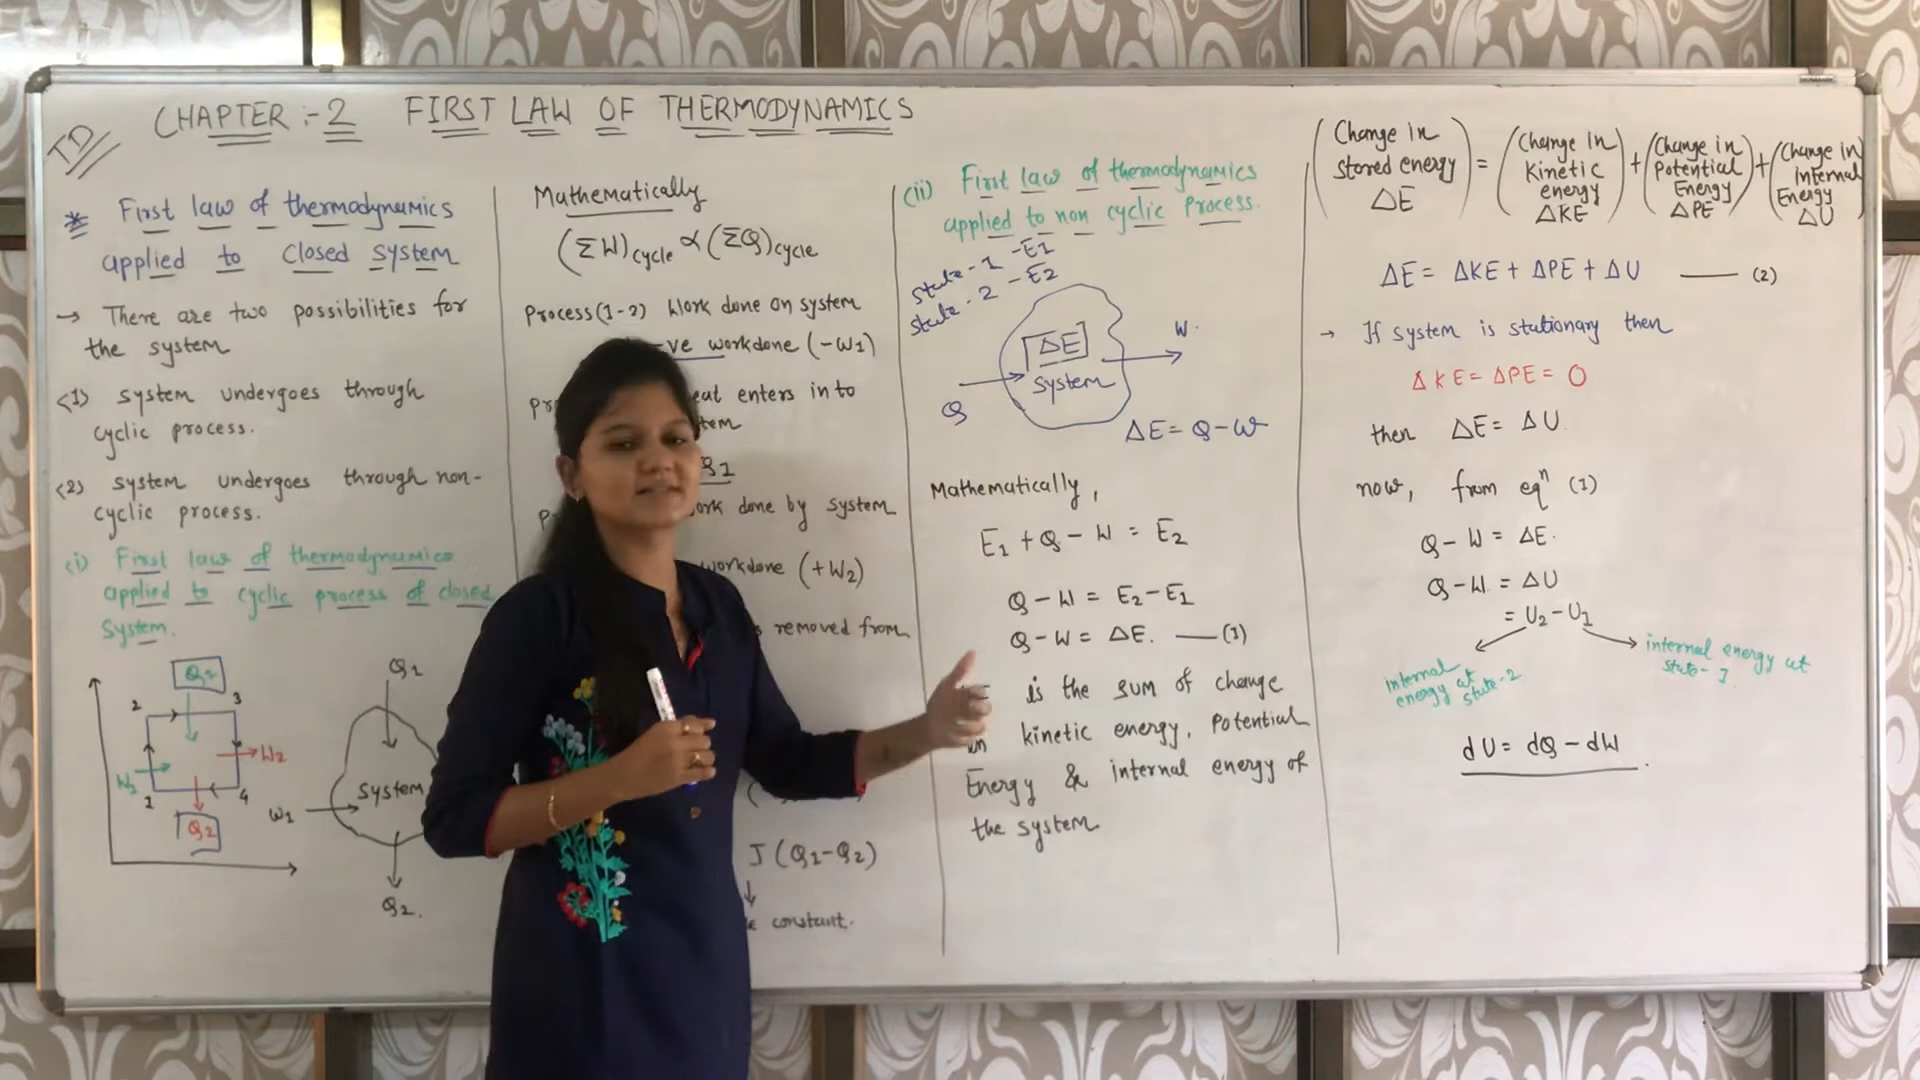 TD
CHAPTER :- 2 FIRST LAW OF THERMODYNAMICS
* First law of thermodynamics
applied to closed system
→ There are two possibilities for
the system
<1) system undergoes through
cyclic process.
<2) system undergoes through non-
cyclic process.
<i) First law of thermodynamics
applied to cyclic process of closed
system.
2
3
W2
1
4
Q2
Q1
System
W1
Q2.
Mathematically
(ΣW)cycle ∝ (ΣQ)cycle
Process(1-2) Work done on system
-ve workdone (-W1)
enters in to
done by system
workdone (+W2)
removed from
J (Q1-Q2)
↓
constant.
(ii) First law of thermodynamics
applied to non cyclic process.
state-1 -E1
state-2 -E2
ΔE
System
W.
Q
ΔE = Q-W
Mathematically,
E1 + Q - W = E2
Q - W = E2 - E1
Q - W = ΔE. — (1)
is the sum of change
in kinetic energy, Potential
Energy & internal energy of
the system
(Change in stored energy ΔE) = (Change in Kinetic energy ΔKE) + (Change in Potential Energy ΔPE) + (Change in Internal Energy ΔU)
ΔE = ΔKE + ΔPE + ΔU — (2)
→ If system is stationary then
ΔKE = ΔPE = 0
then ΔE = ΔU.
now, from eqn (1)
Q - W = ΔE.
Q - W = ΔU
= U2 - U1
internal energy at state-2
internal energy at state-1
dU = dQ - dW.